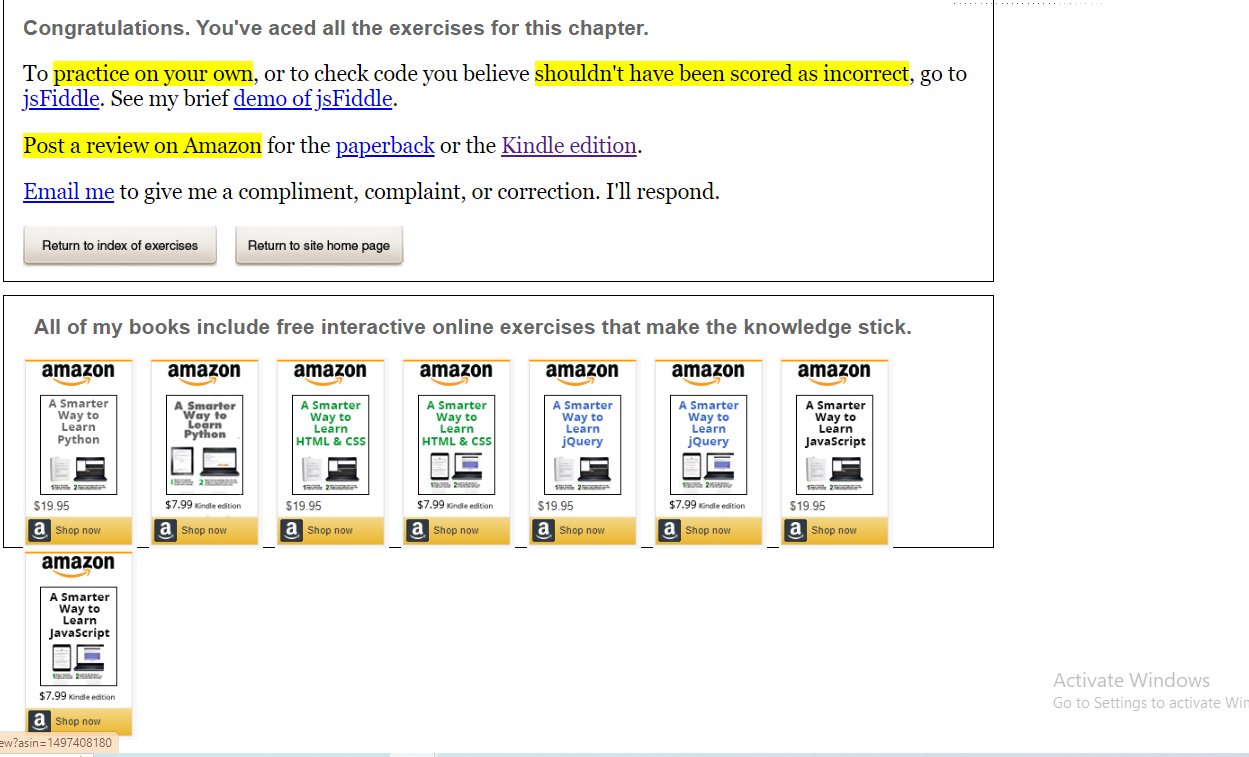 Congratulations. You've aced all the exercises for this chapter.
To practice on your own, or to check code you believe shouldn't have been scored as incorrect, go to
jsFiddle. See my brief demo of jsFiddle.
Post a review on Amazon for the paperback or the Kindle edition.
Email me to give me a compliment, complaint, or correction. I'll respond.
Return to index of exercises
Return to site home page
All of my books include free interactive online exercises that make the knowledge stick.
amazon
A Smarter
Way to
Learn
Python
$19.95
a Shop now
amazon
A Smarter
Way to
Learn
Python
$7.99 Kindle edition
a Shop now
amazon
A Smarter
Way to
Learn
HTML & CSS
$19.95
a Shop now
amazon
A Smarter
Way to
Learn
HTML & CSS
$7.99 Kindle edition
a Shop now
amazon
A Smarter
Way to
Learn
jQuery
$19.95
a Shop now
amazon
A Smarter
Way to
Learn
jQuery
$7.99 Kindle edition
a Shop now
amazon
A Smarter
Way to
Learn
JavaScript
$19.95
a Shop now
amazon
A Smarter
Way to
Learn
JavaScript
$7.99 Kindle edition
a Shop now
Activate Windows
Go to Settings to activate Win
ew?asin=1497408180